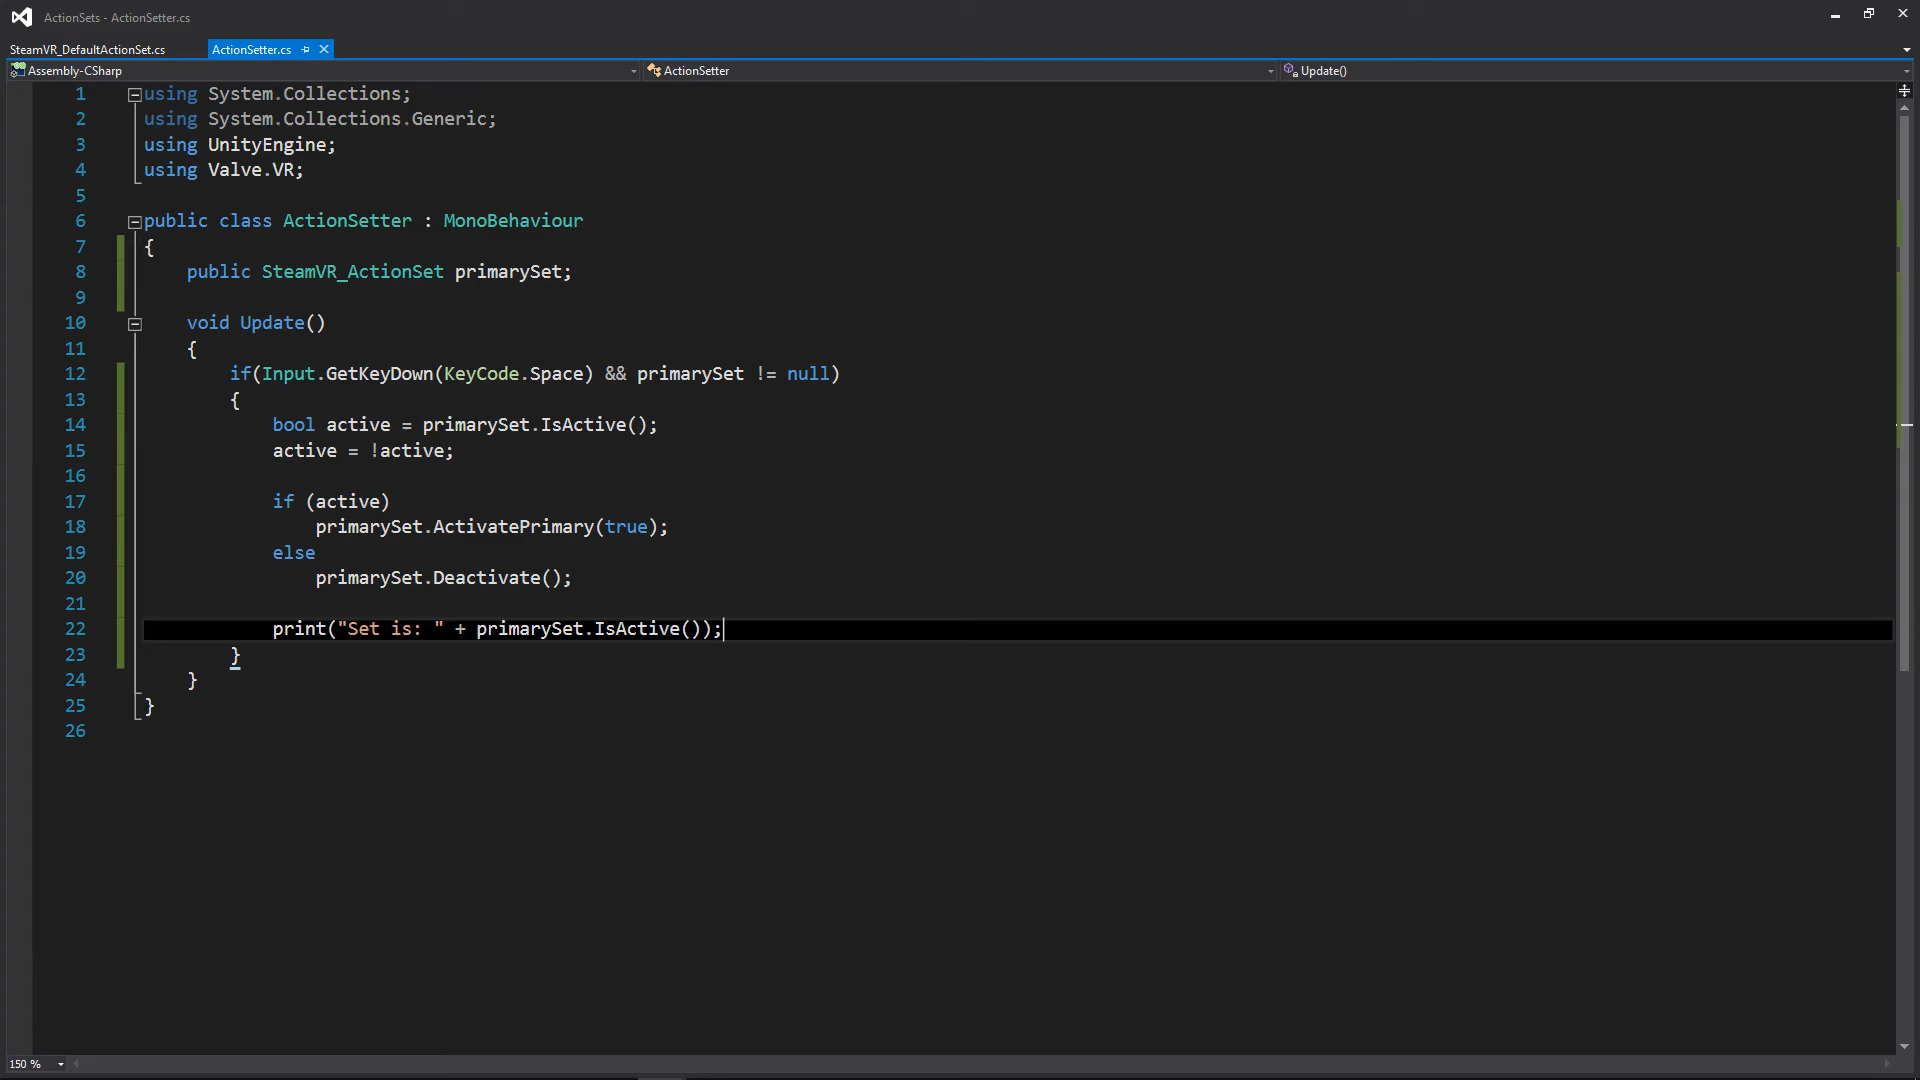 ActionSets - ActionSetter.cs
SteamVR_DefaultActionSet.cs
ActionSetter.cs
Assembly-CSharp
ActionSetter
Update()
1 using System.Collections;
2 using System.Collections.Generic;
3 using UnityEngine;
4 using Valve.VR;
5
6 public class ActionSetter : MonoBehaviour
7 {
8 public SteamVR_ActionSet primarySet;
9
10 void Update()
11 {
12 if(Input.GetKeyDown(KeyCode.Space) && primarySet != null)
13 {
14 bool active = primarySet.IsActive();
15 active = !active;
16
17 if (active)
18 primarySet.ActivatePrimary(true);
19 else
20 primarySet.Deactivate();
21
22 print("Set is: " + primarySet.IsActive());
23 }
24 }
25 }
26
150 %